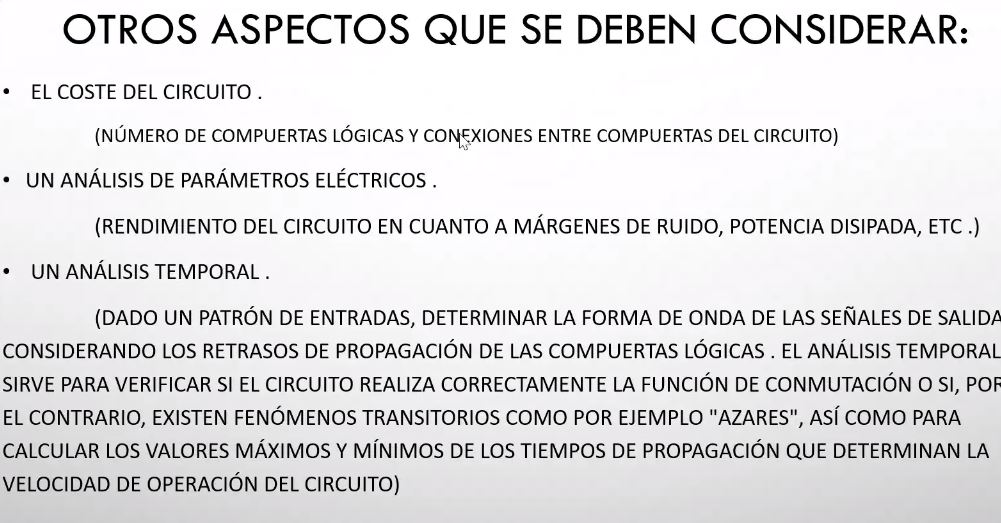 OTROS ASPECTOS QUE SE DEBEN CONSIDERAR:
• EL COSTE DEL CIRCUITO .
(NÚMERO DE COMPUERTAS LÓGICAS Y CONEXIONES ENTRE COMPUERTAS DEL CIRCUITO)
• UN ANÁLISIS DE PARÁMETROS ELÉCTRICOS .
(RENDIMIENTO DEL CIRCUITO EN CUANTO A MÁRGENES DE RUIDO, POTENCIA DISIPADA, ETC .)
• UN ANÁLISIS TEMPORAL .
(DADO UN PATRÓN DE ENTRADAS, DETERMINAR LA FORMA DE ONDA DE LAS SEÑALES DE SALIDA
CONSIDERANDO LOS RETRASOS DE PROPAGACIÓN DE LAS COMPUERTAS LÓGICAS . EL ANÁLISIS TEMPORAL
SIRVE PARA VERIFICAR SI EL CIRCUITO REALIZA CORRECTAMENTE LA FUNCIÓN DE CONMUTACIÓN O SI, POR
EL CONTRARIO, EXISTEN FENÓMENOS TRANSITORIOS COMO POR EJEMPLO "AZARES", ASÍ COMO PARA
CALCULAR LOS VALORES MÁXIMOS Y MÍNIMOS DE LOS TIEMPOS DE PROPAGACIÓN QUE DETERMINAN LA
VELOCIDAD DE OPERACIÓN DEL CIRCUITO)